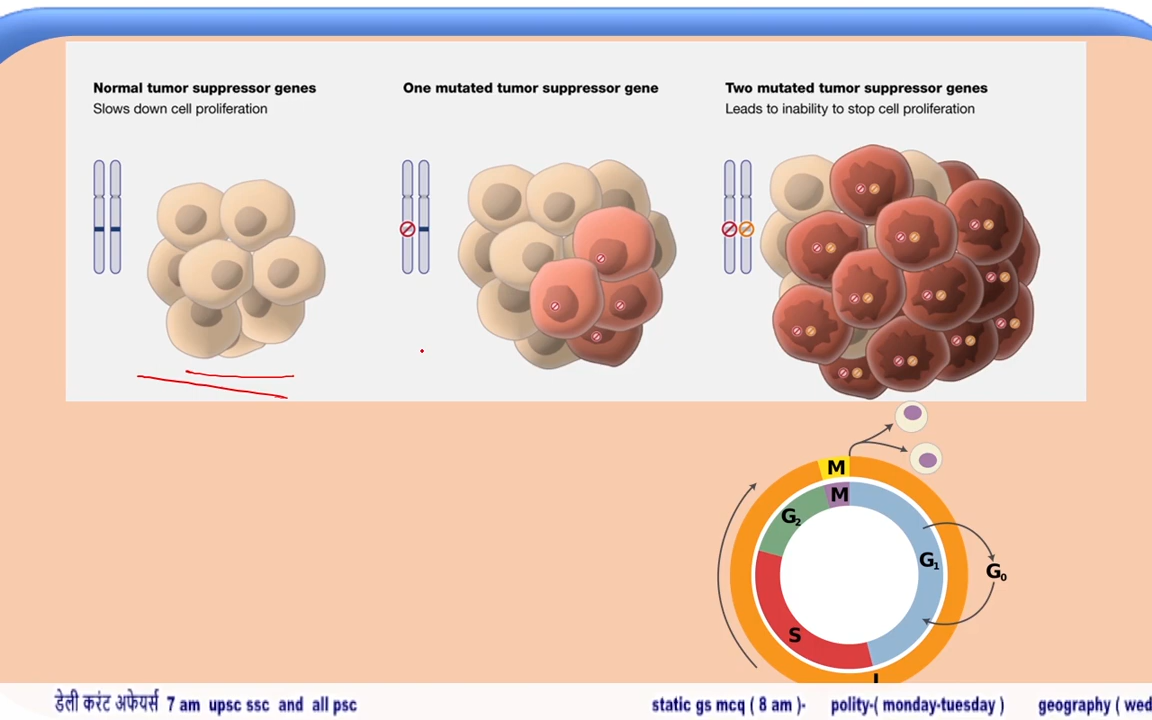 Normal tumor suppressor genes
Slows down cell proliferation
One mutated tumor suppressor gene
Two mutated tumor suppressor genes
Leads to inability to stop cell proliferation
M
M
G₂
G₁
G₀
S
I
डेली करंट अफेयर्स 7 am upsc ssc and all psc
static gs mcq ( 8 am )- polity-( monday-tuesday ) geography ( wed